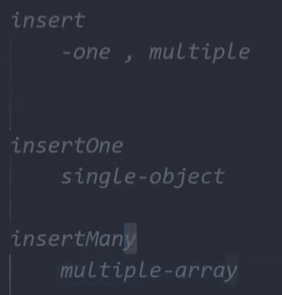 insert
-one , multiple
insertOne
single-object
insertMany
multiple-array